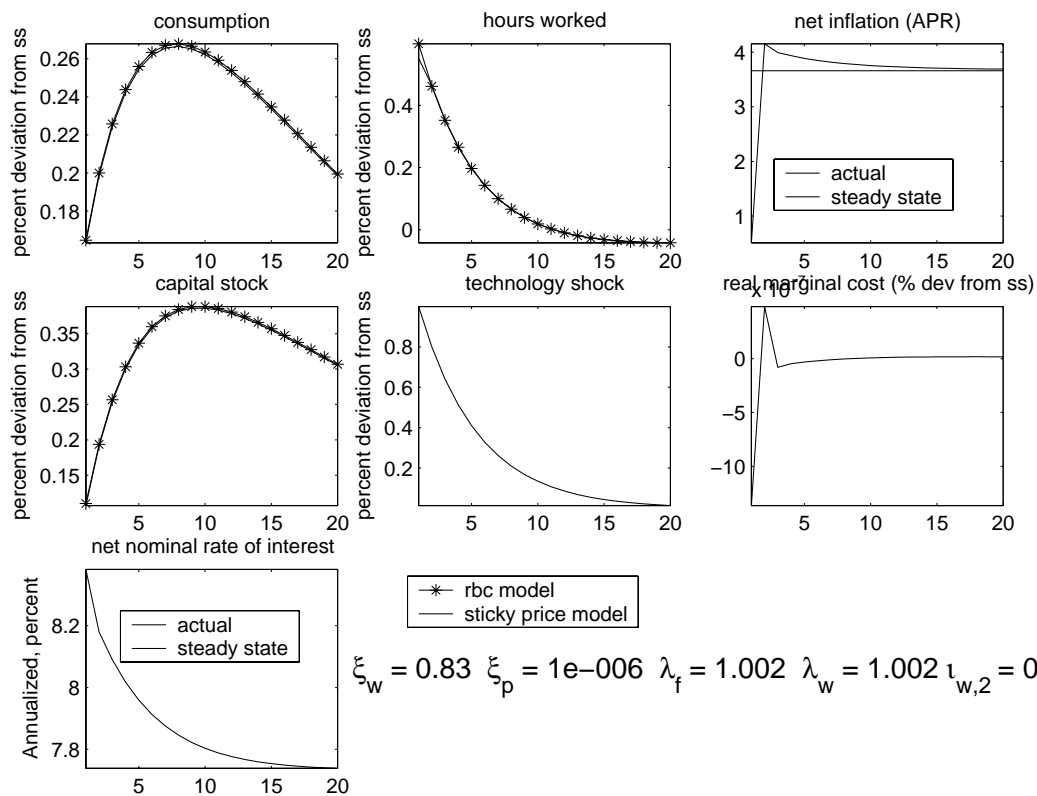 consumption
hours worked
net inflation (APR)
percent deviation from ss
0.26
0.24
0.22
0.2
0.18
5
10
15
20
percent deviation from ss
0.4
0.2
0
5
10
15
20
4
3
2
1
actual
steady state
5
10
15
20
capital stock
technology shock
real marginal cost (% dev from ss)
percent deviation from ss
0.35
0.3
0.25
0.2
0.15
5
10
15
20
percent deviation from ss
0.8
0.6
0.4
0.2
5
10
15
20
x 10^-7
0
−5
−10
5
10
15
20
net nominal rate of interest
Annualized, percent
8.2
8
7.8
actual
steady state
5
10
15
20
rbc model
sticky price model
ξ_w = 0.83 ξ_p = 1e−006 λ_f = 1.002 λ_w = 1.002 ι_w,2 = 0